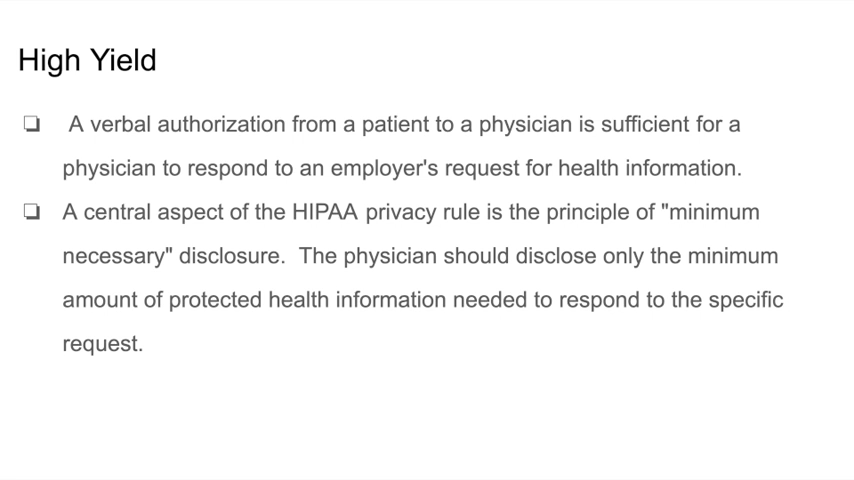 High Yield
❏ A verbal authorization from a patient to a physician is sufficient for a
physician to respond to an employer's request for health information.
❏ A central aspect of the HIPAA privacy rule is the principle of "minimum
necessary" disclosure.  The physician should disclose only the minimum
amount of protected health information needed to respond to the specific
request.